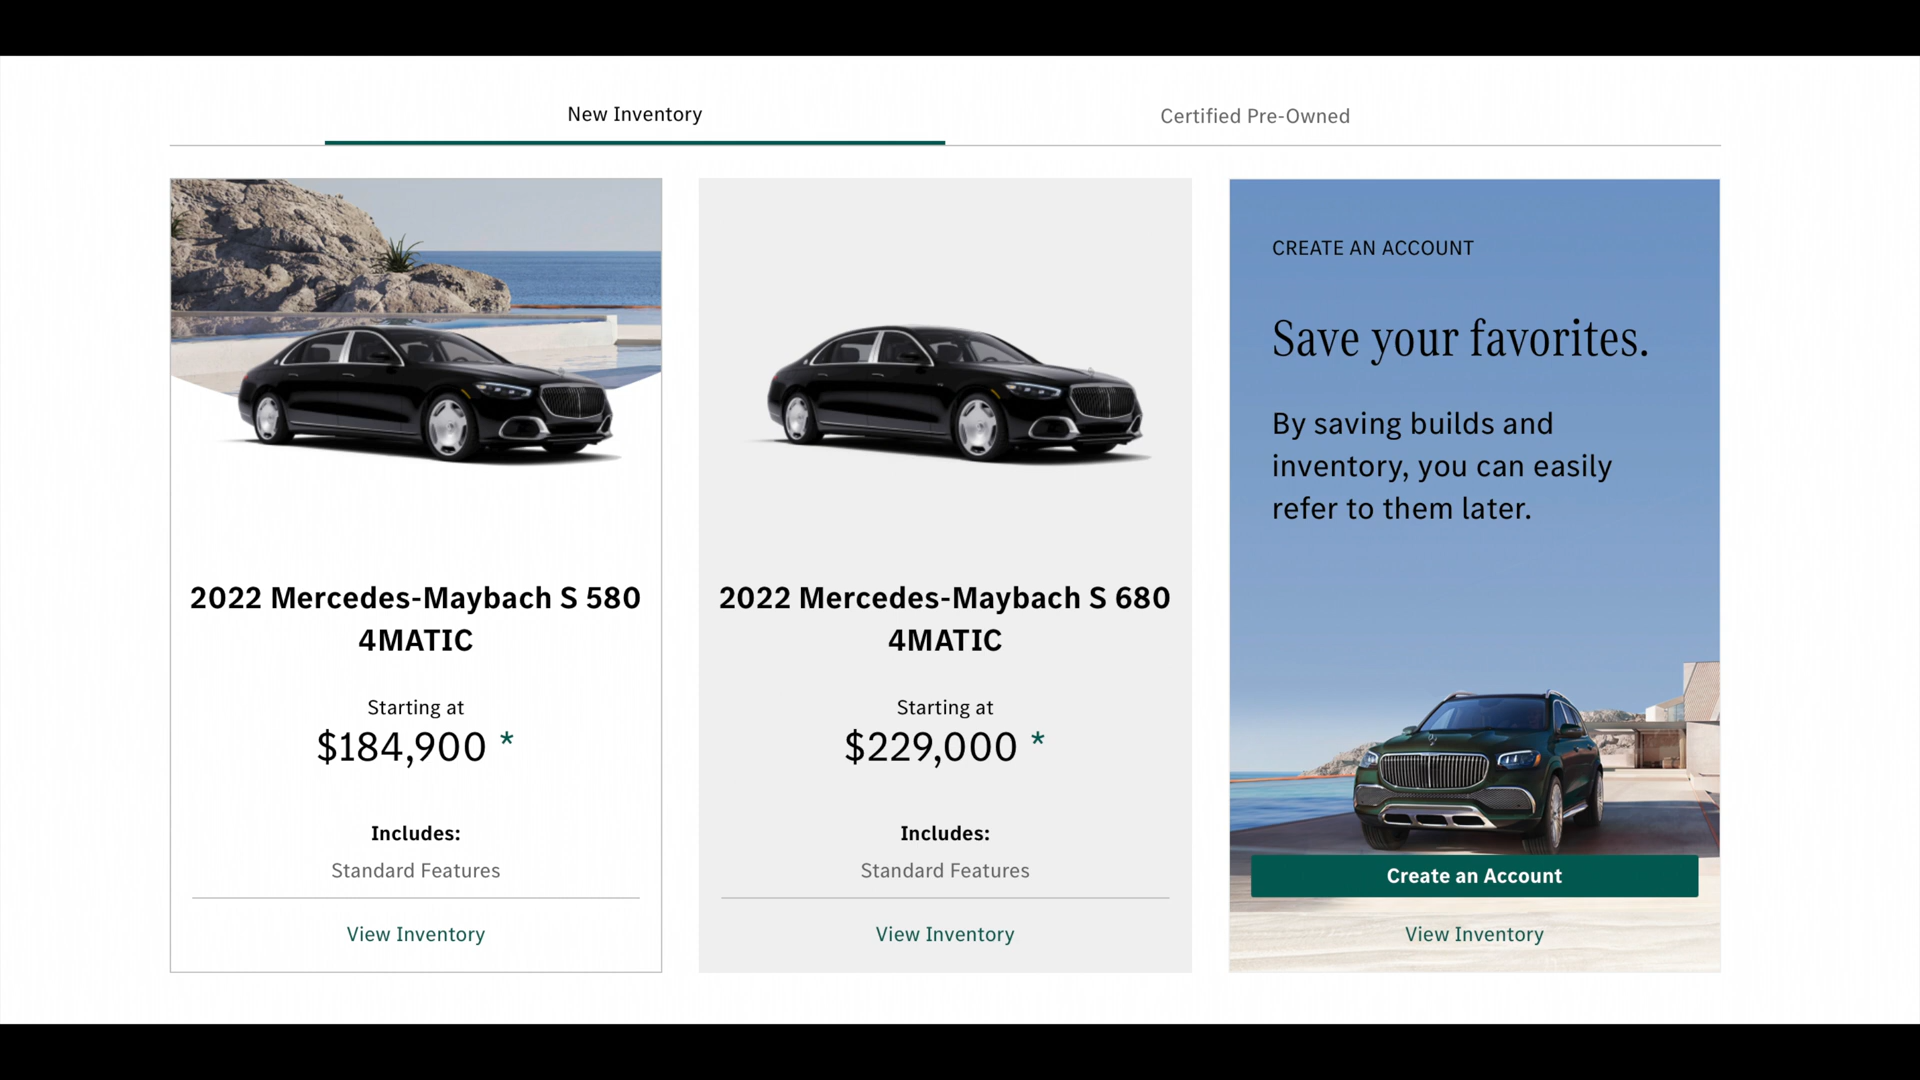 New Inventory
Certified Pre-Owned
2022 Mercedes-Maybach S 580
4MATIC
Starting at
$184,900 *
Includes:
Standard Features
View Inventory
2022 Mercedes-Maybach S 680
4MATIC
Starting at
$229,000 *
Includes:
Standard Features
View Inventory
CREATE AN ACCOUNT
Save your favorites.
By saving builds and
inventory, you can easily
refer to them later.
Create an Account
View Inventory